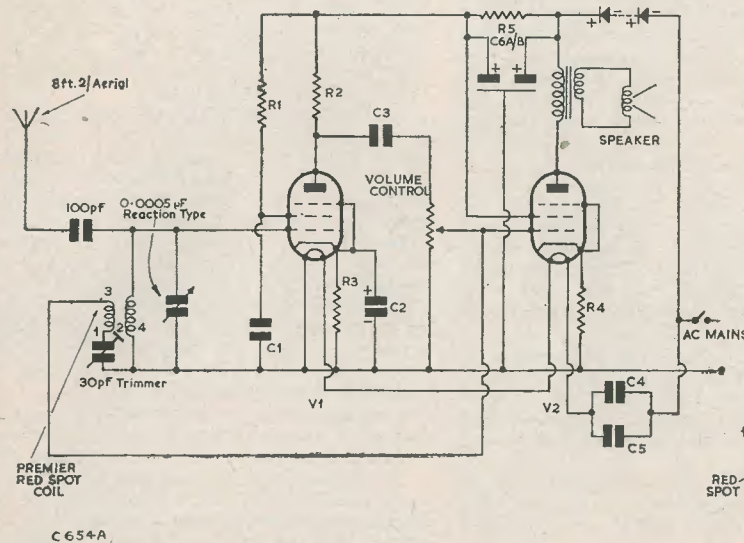 8ft. 2/Aerial
100pF
0.0005 µF
Reaction Type
R1
R2
C3
VOLUME
CONTROL
R5
C6A/B
+ +
+ - + -
SPEAKER
3
1 2 4
30pF Trimmer
C1
R3
+
-
C2
V1
R4
V2
C4
C5
AC MAINS
PREMIER
RED SPOT
COIL
RED
SPOT
C654A